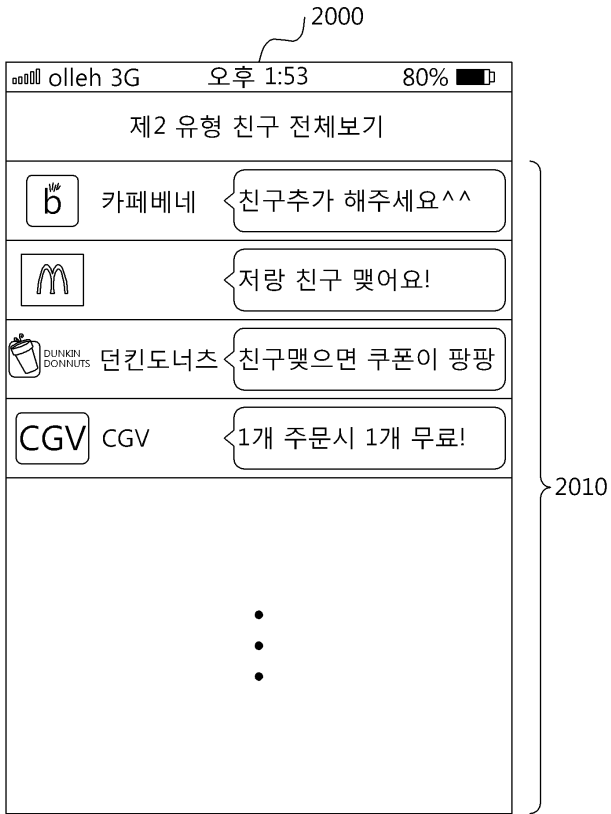 2000
olleh 3G 오후 1:53 80%
제2 유형 친구 전체보기
b 카페베네 친구추가 해주세요^^
저랑 친구 맺어요!
DUNKIN
DONNUTS 던킨도너츠 친구맺으면 쿠폰이 팡팡
CGV CGV 1개 주문시 1개 무료!
2010